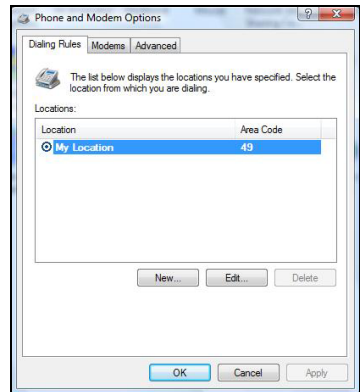 Phone and Modem Options
Dialing Rules Modems Advanced
The list below displays the locations you have specified. Select the
location from which you are dialing.
Locations:
Location Area Code
My Location 49
New... Edit... Delete
OK Cancel Apply